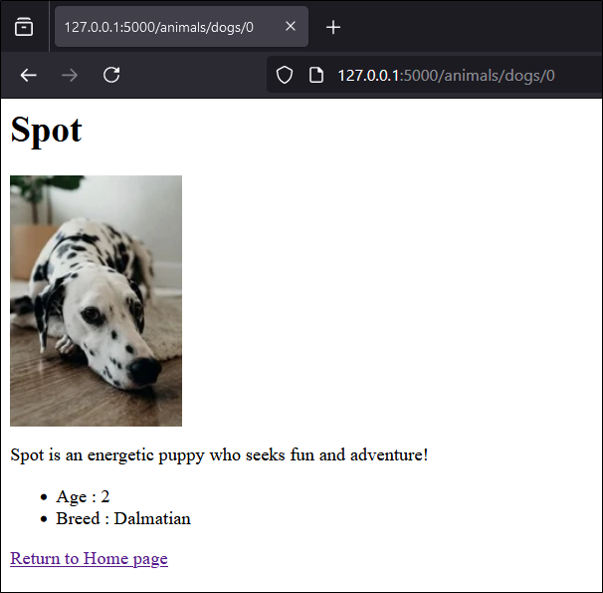 127.0.0.1:5000/animals/dogs/0
127.0.0.1:5000/animals/dogs/0
Spot
Spot is an energetic puppy who seeks fun and adventure!
Age : 2
Breed : Dalmatian
Return to Home page